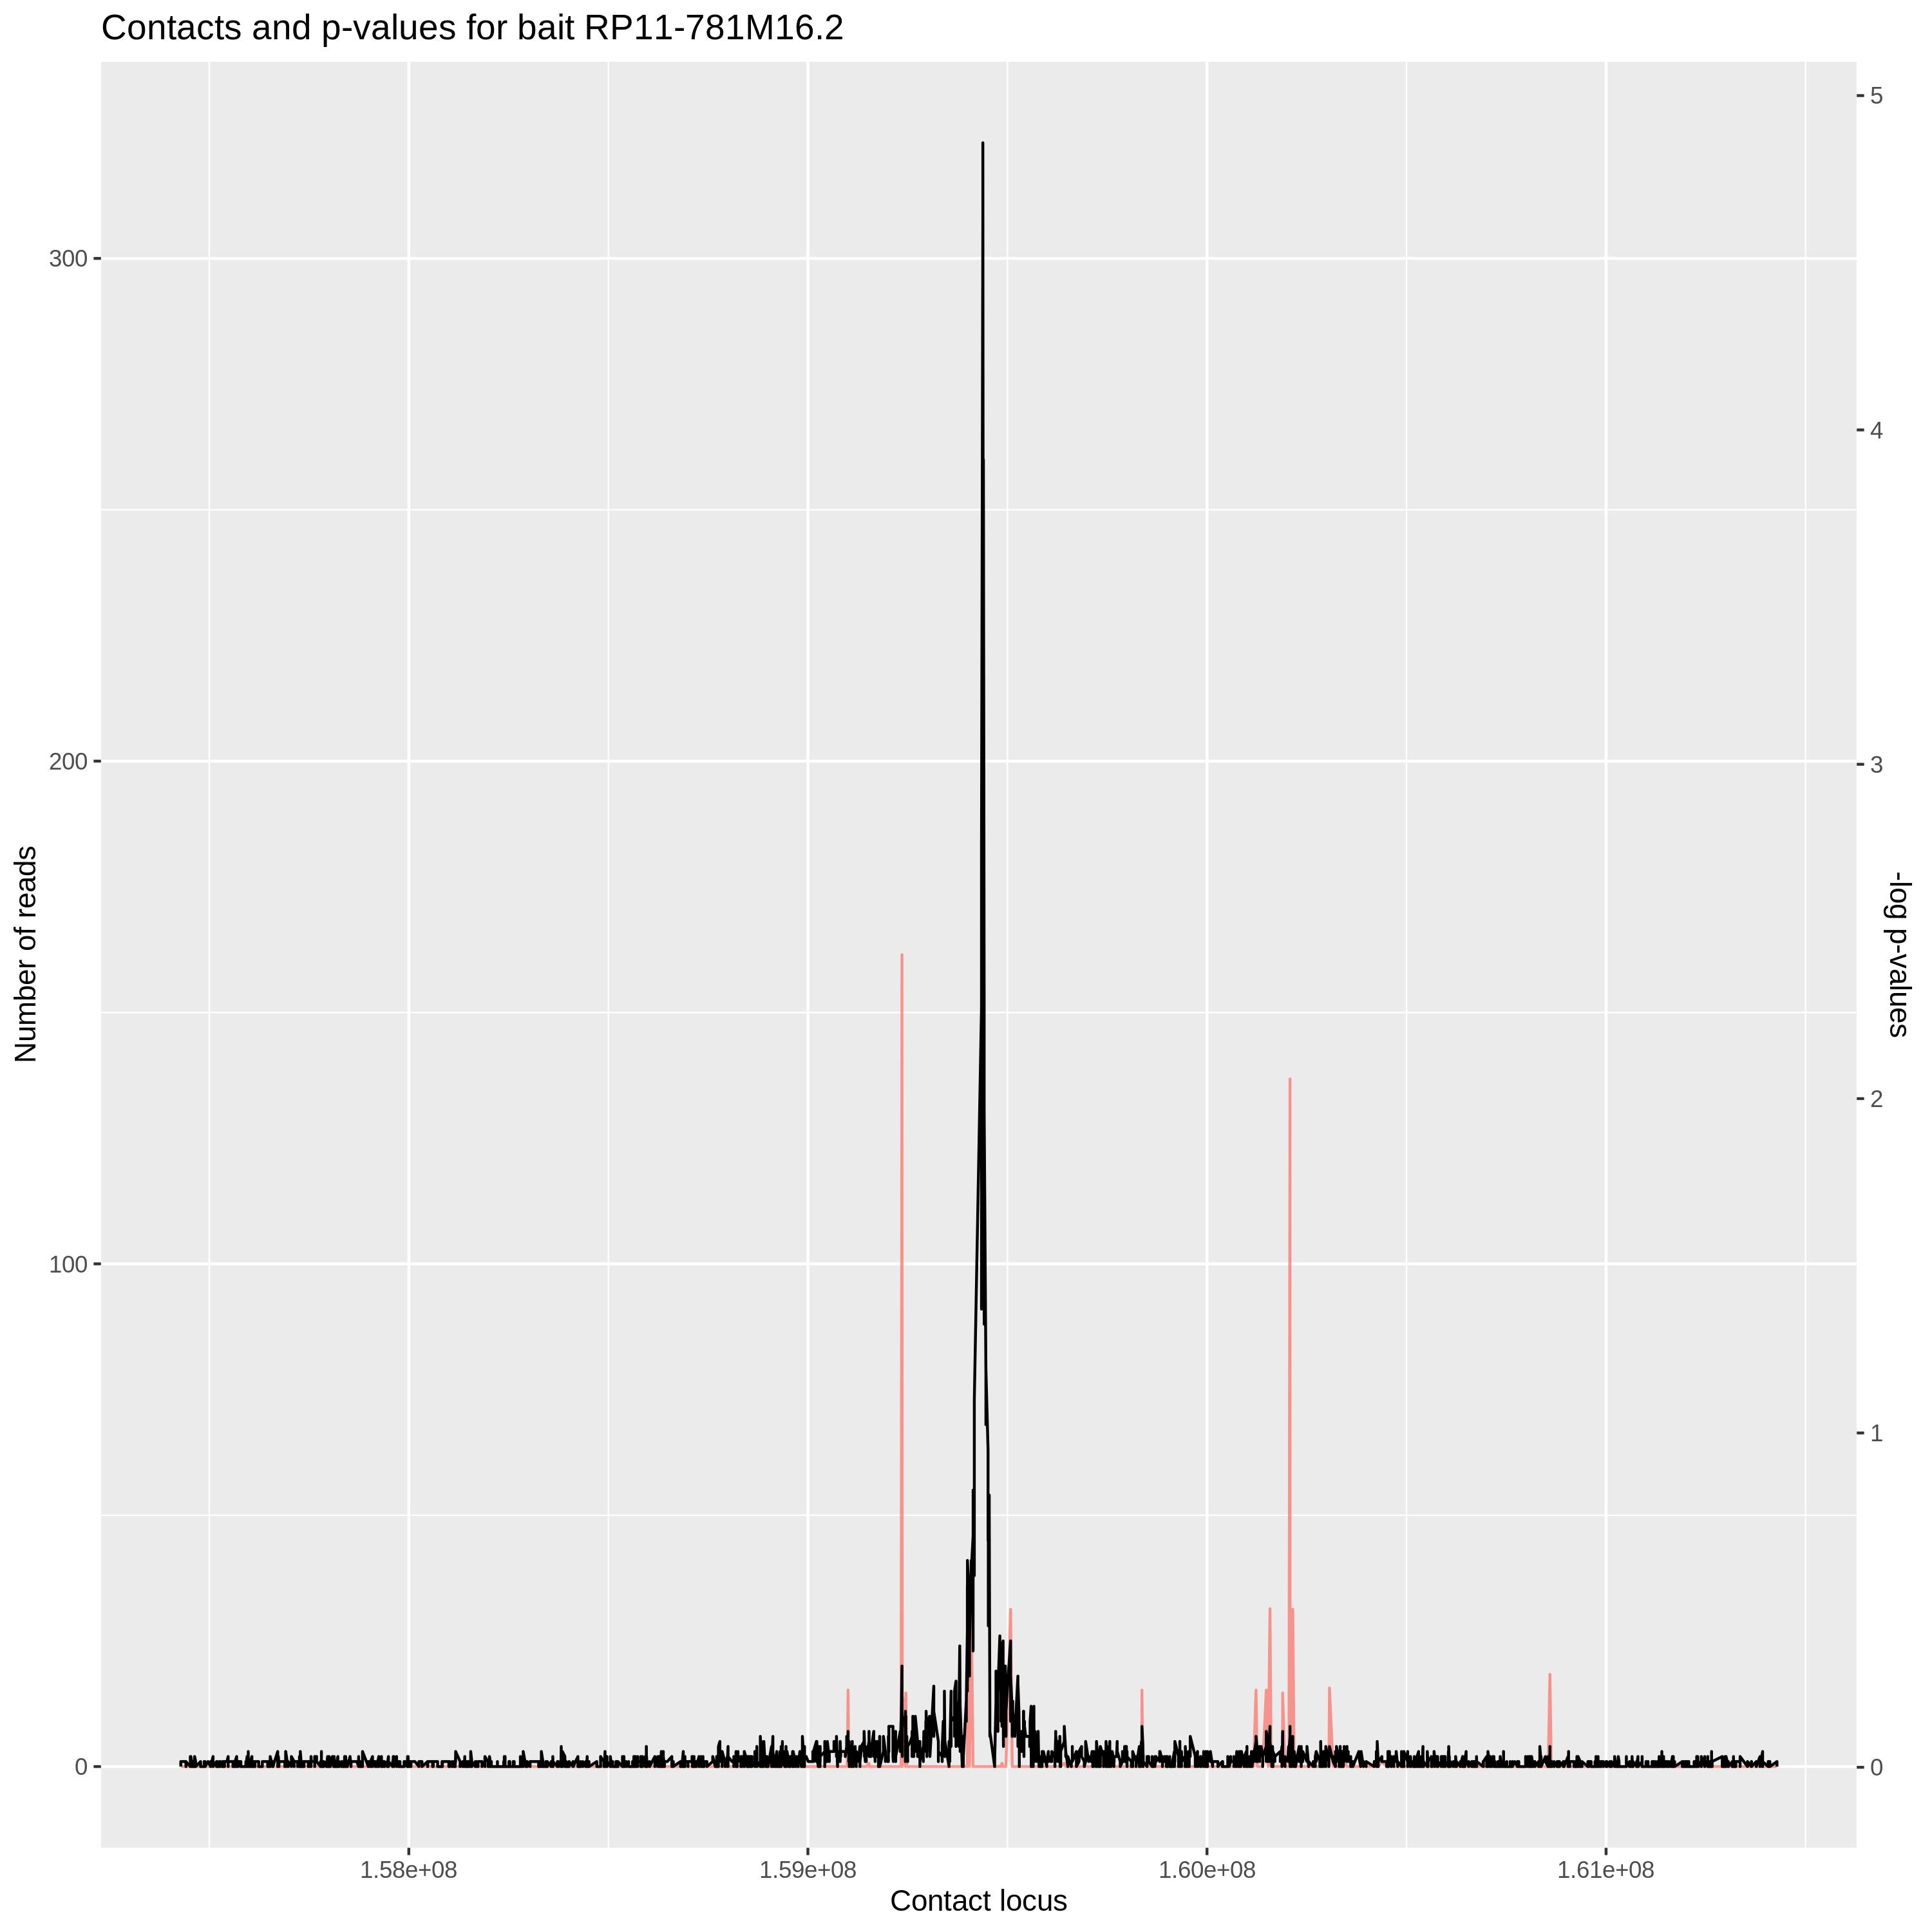 Contacts and p-values for bait RP11-781M16.2
300
200
100
0
Number of reads
5
4
3
2
1
0
-log p-values
1.58e+08
1.59e+08
1.60e+08
1.61e+08
Contact locus